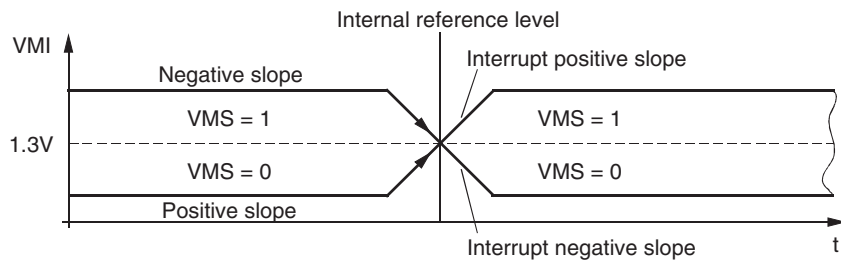 Internal reference level
VMI
Negative slope
Interrupt positive slope
VMS = 1
VMS = 1
1.3V
VMS = 0
VMS = 0
Positive slope
Interrupt negative slope
t